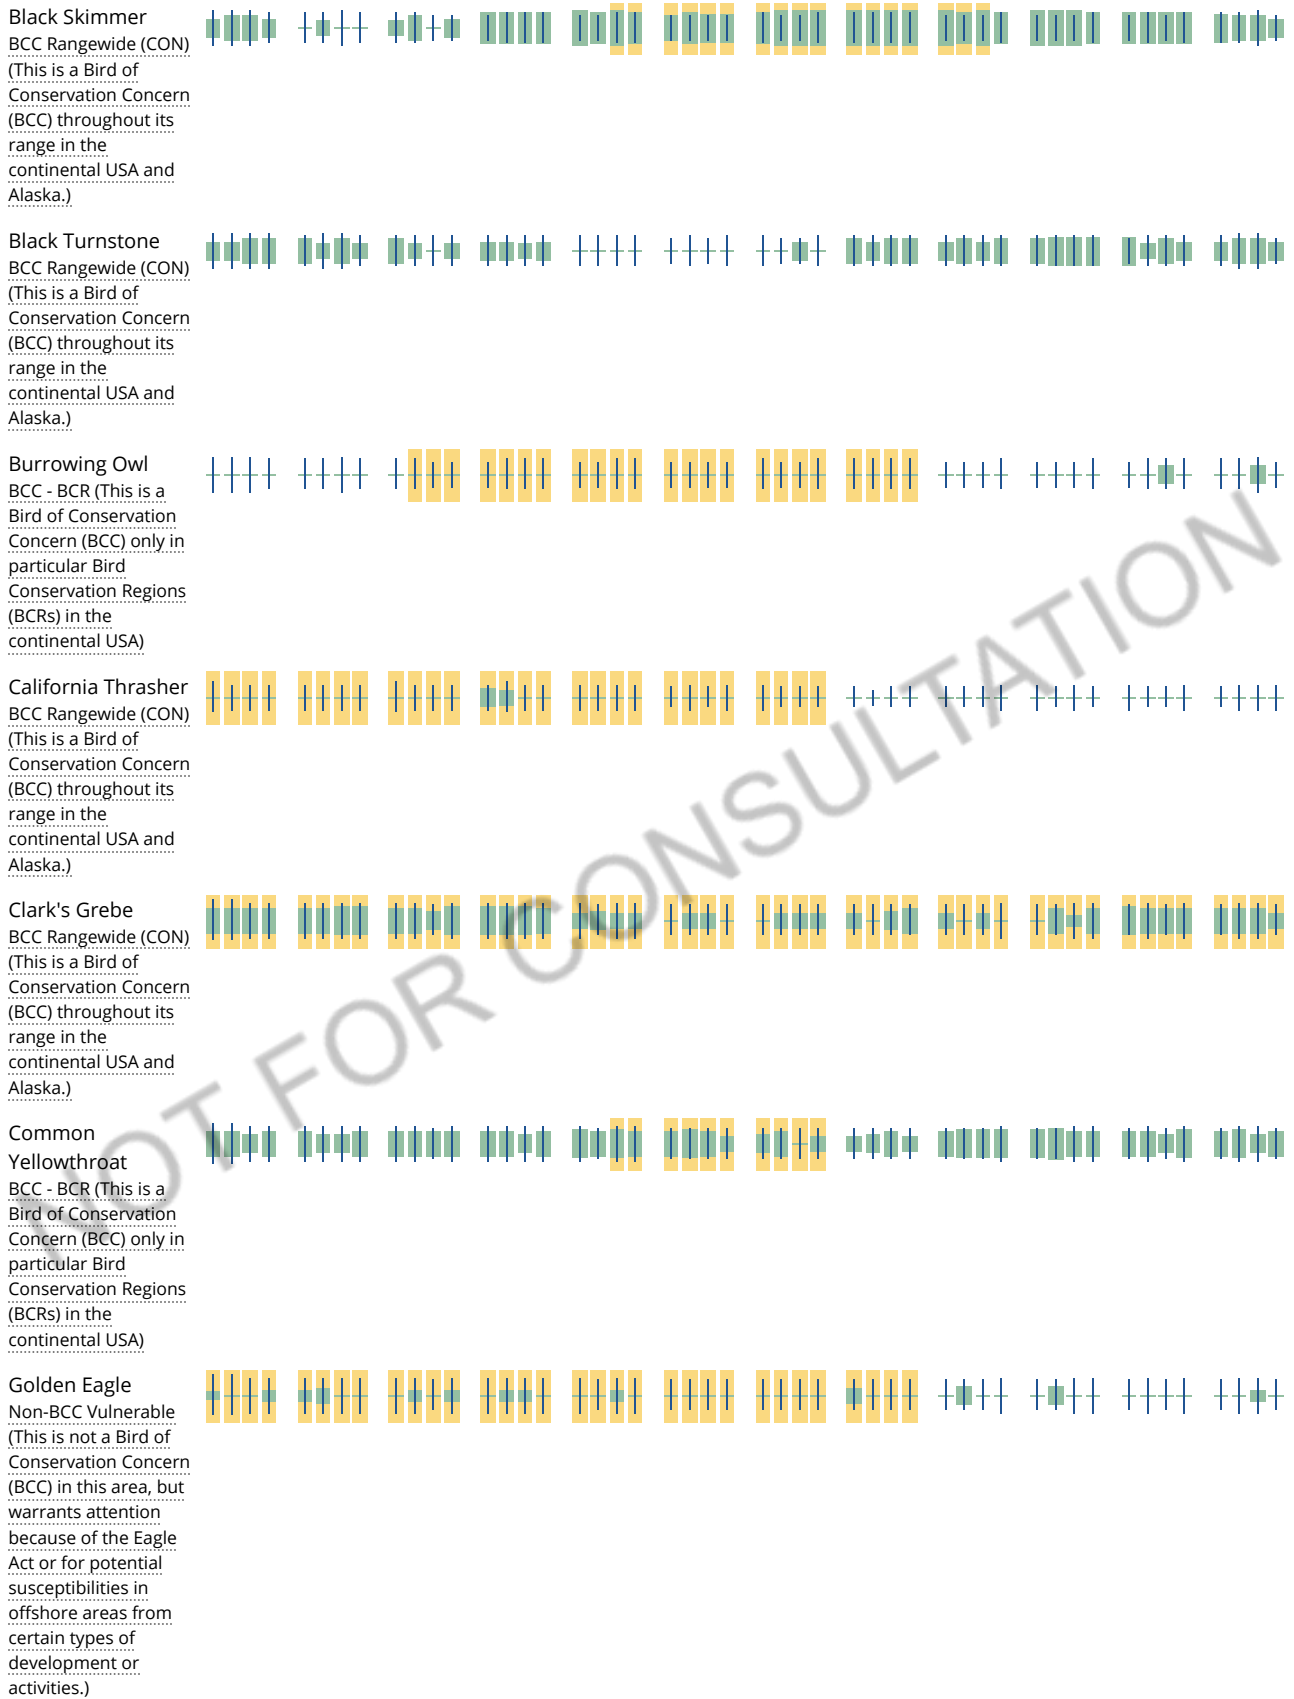 Black Skimmer
BCC Rangewide (CON)
(This is a Bird of
Conservation Concern
(BCC) throughout its
range in the
continental USA and
Alaska.)
Black Turnstone
BCC Rangewide (CON)
(This is a Bird of
Conservation Concern
(BCC) throughout its
range in the
continental USA and
Alaska.)
Burrowing Owl
BCC - BCR (This is a
Bird of Conservation
Concern (BCC) only in
particular Bird
Conservation Regions
(BCRs) in the
continental USA)
California Thrasher
BCC Rangewide (CON)
(This is a Bird of
Conservation Concern
(BCC) throughout its
range in the
continental USA and
Alaska.)
Clark's Grebe
BCC Rangewide (CON)
(This is a Bird of
Conservation Concern
(BCC) throughout its
range in the
continental USA and
Alaska.)
Common
Yellowthroat
BCC - BCR (This is a
Bird of Conservation
Concern (BCC) only in
particular Bird
Conservation Regions
(BCRs) in the
continental USA)
Golden Eagle
Non-BCC Vulnerable
(This is not a Bird of
Conservation Concern
(BCC) in this area, but
warrants attention
because of the Eagle
Act or for potential
susceptibilities in
offshore areas from
certain types of
development or
activities.)
NOT FOR CONSULTATION